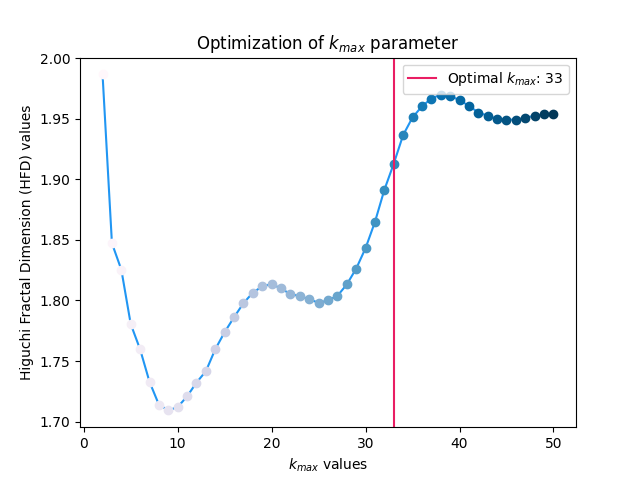 Optimization of k_max parameter
Optimal k_max: 33
Higuchi Fractal Dimension (HFD) values
2.00
1.95
1.90
1.85
1.80
1.75
1.70
0 10 20 30 40 50
k_max values